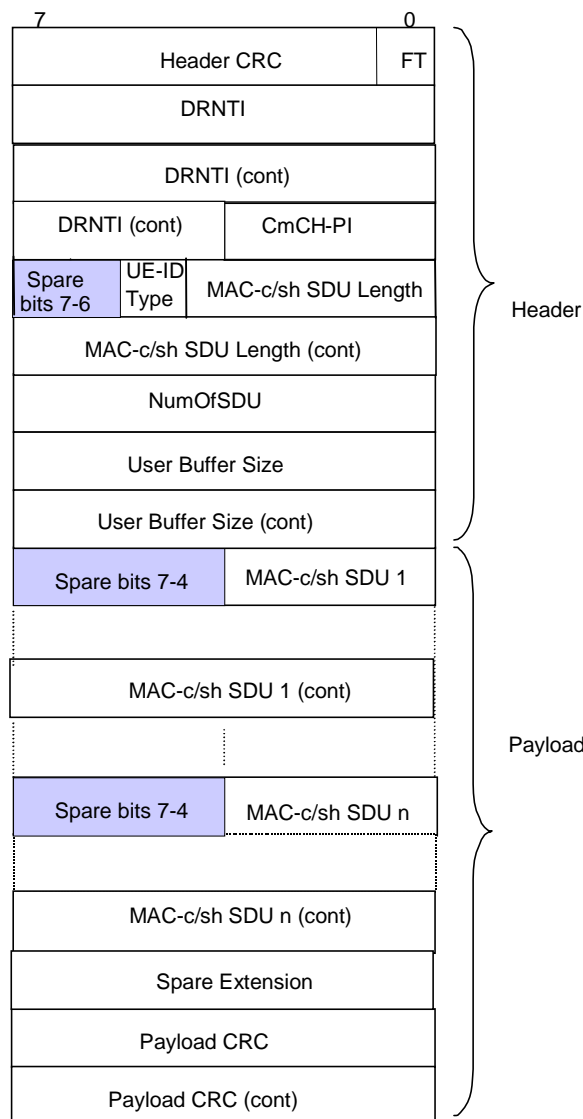 7 0
Header CRC FT
DRNTI
DRNTI (cont)
DRNTI (cont) CmCH-PI
Spare bits 7-6 UE-ID Type MAC-c/sh SDU Length
Header
MAC-c/sh SDU Length (cont)
NumOfSDU
User Buffer Size
User Buffer Size (cont)
Spare bits 7-4 MAC-c/sh SDU 1
MAC-c/sh SDU 1 (cont)
Payload
Spare bits 7-4 MAC-c/sh SDU n
MAC-c/sh SDU n (cont)
Spare Extension
Payload CRC
Payload CRC (cont)